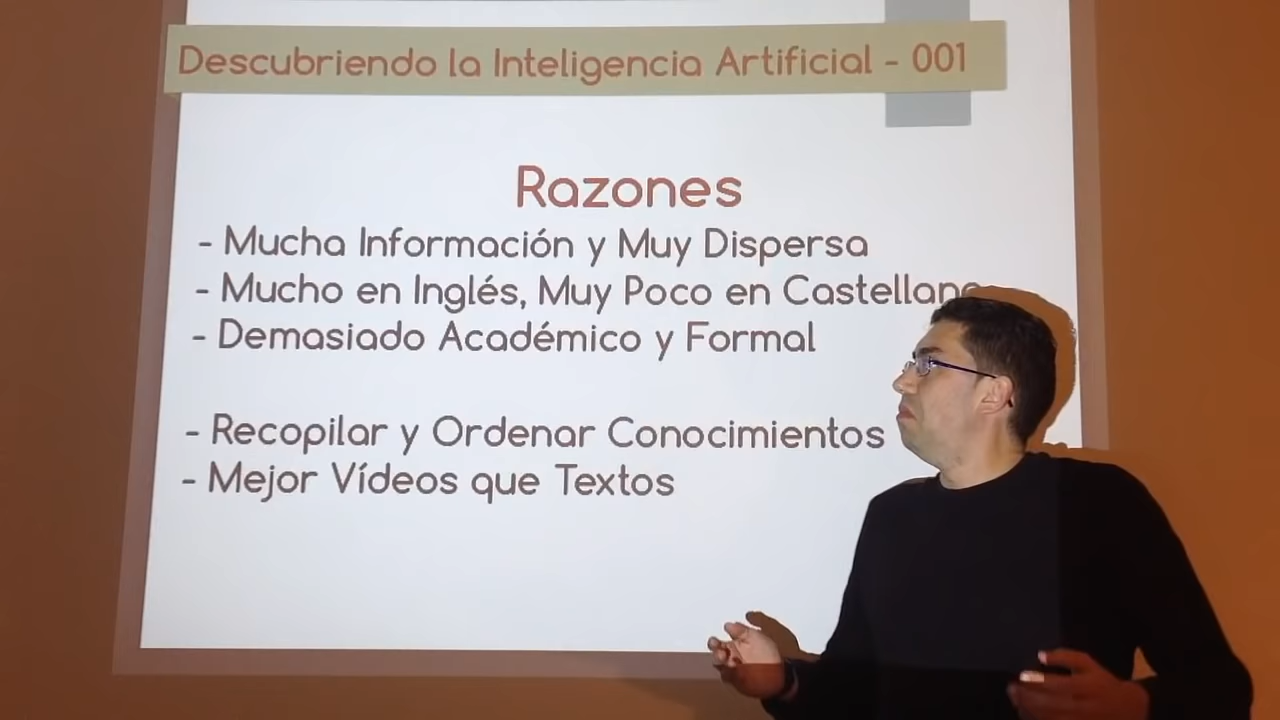 Descubriendo la Inteligencia Artificial - 001
Razones
- Mucha Información y Muy Dispersa
- Mucho en Inglés, Muy Poco en Castellano
- Demasiado Académico y Formal
- Recopilar y Ordenar Conocimientos
- Mejor Vídeos que Textos